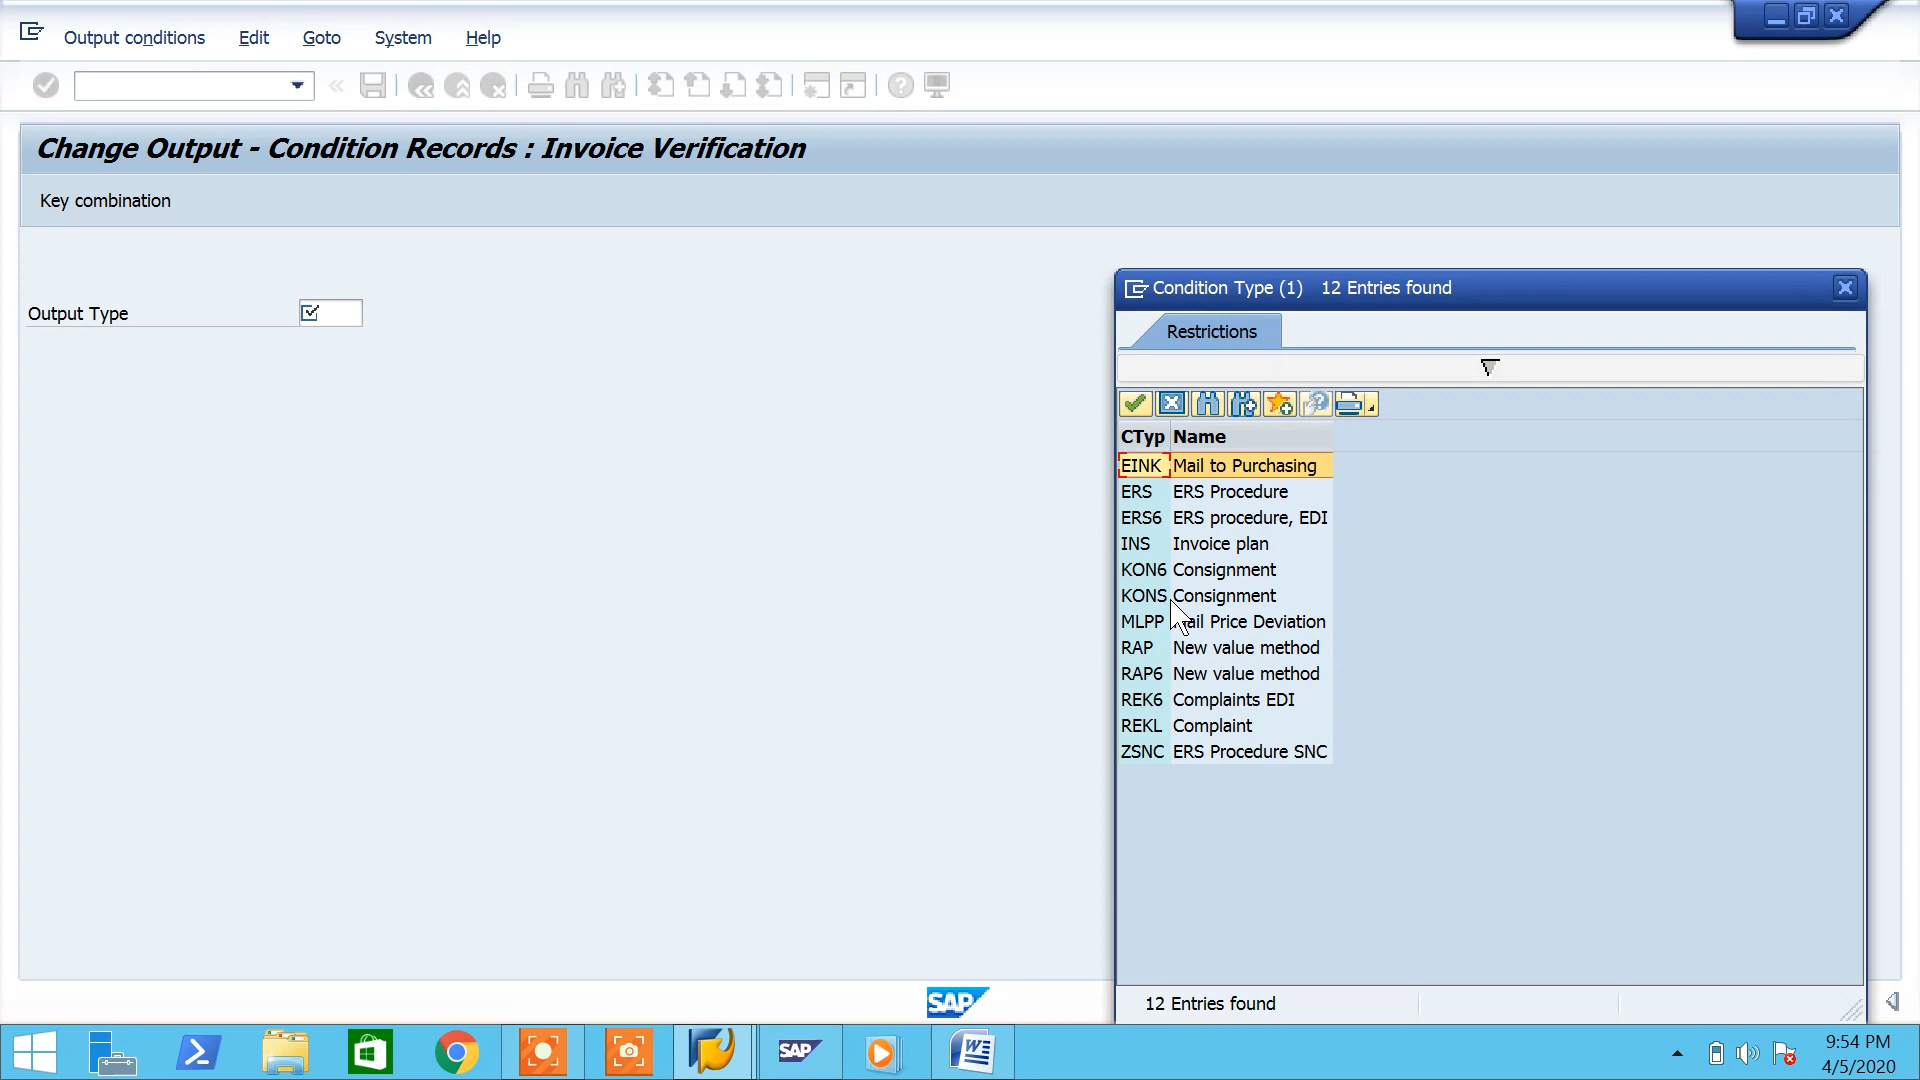 Output conditions Edit Goto System Help
Change Output - Condition Records : Invoice Verification
Key combination
Output Type
Condition Type (1) 12 Entries found
Restrictions
CTyp Name
EINK Mail to Purchasing
ERS ERS Procedure
ERS6 ERS procedure, EDI
INS Invoice plan
KON6 Consignment
KONS Consignment
MLPP Mail Price Deviation
RAP New value method
RAP6 New value method
REK6 Complaints EDI
REKL Complaint
ZSNC ERS Procedure SNC
12 Entries found
SAP
SAP
9:54 PM
4/5/2020